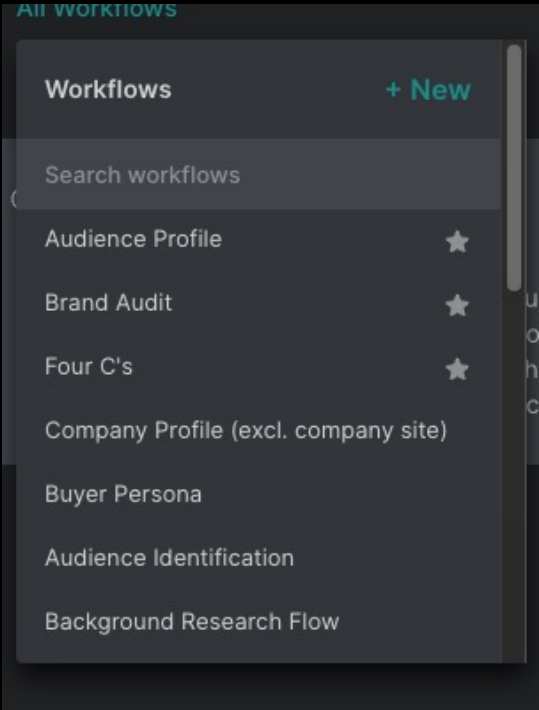 All Workflows
Workflows
+ New
Search workflows
Audience Profile
Brand Audit
Four C's
Company Profile (excl. company site)
Buyer Persona
Audience Identification
Background Research Flow